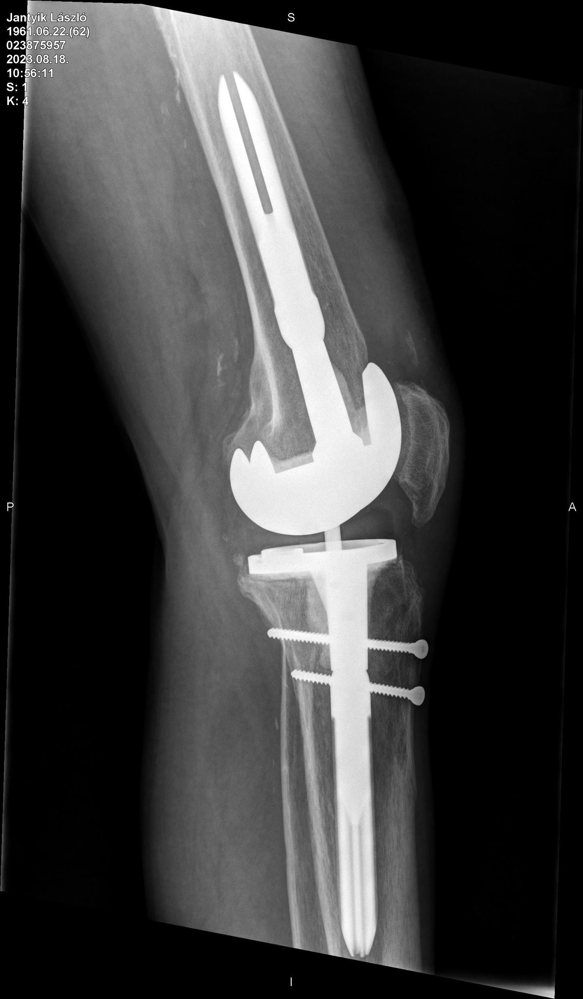 Jantyik László
1961.06.22.(62)
023875957
2023.08.18.
10:56:11
S: 1
K: 4
S
P
A
I